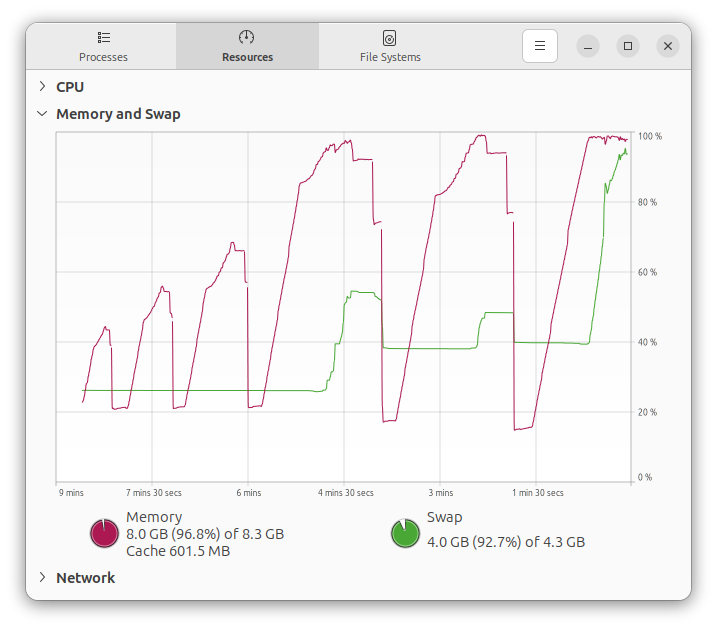 Processes
Resources
File Systems
CPU
Memory and Swap
100 %
80 %
60 %
40 %
20 %
0 %
9 mins
7 mins 30 secs
6 mins
4 mins 30 secs
3 mins
1 min 30 secs
Memory
8.0 GB (96.8%) of 8.3 GB
Cache 601.5 MB
Swap
4.0 GB (92.7%) of 4.3 GB
Network